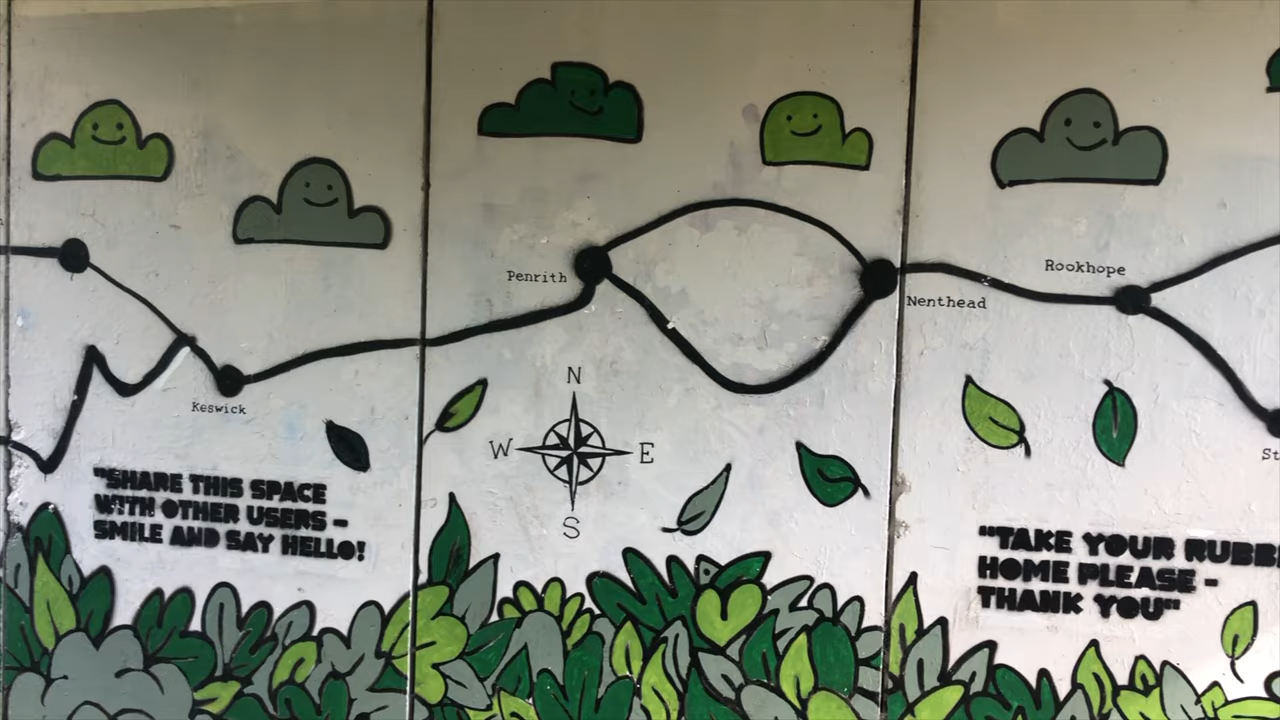 Penrith
Rookhope
Nenthead
Keswick
N
W E
S
"SHARE THIS SPACE
WITH OTHER USERS -
SMILE AND SAY HELLO!
"TAKE YOUR
HOME PLEASE -
THANK YOU"